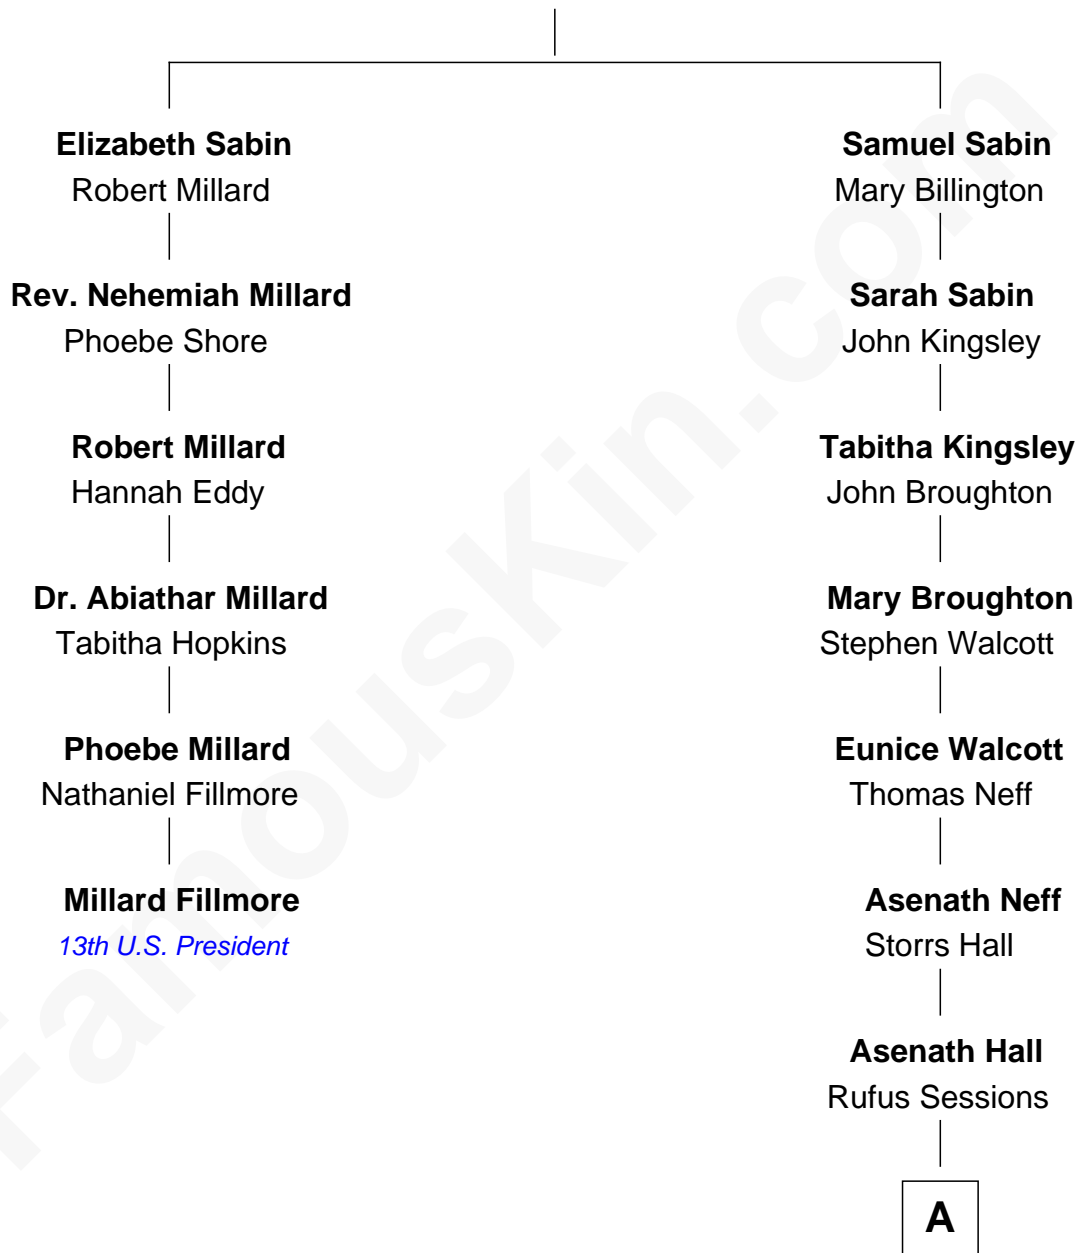 Elizabeth Sabin
Robert Millard
Rev. Nehemiah Millard
Phoebe Shore
Robert Millard
Hannah Eddy
Dr. Abiathar Millard
Tabitha Hopkins
Phoebe Millard
Nathaniel Fillmore
Millard Fillmore
13th U.S. President
Samuel Sabin
Mary Billington
Sarah Sabin
John Kingsley
Tabitha Kingsley
John Broughton
Mary Broughton
Stephen Walcott
Eunice Walcott
Thomas Neff
Asenath Neff
Storrs Hall
Asenath Hall
Rufus Sessions
A
FamousKin.com